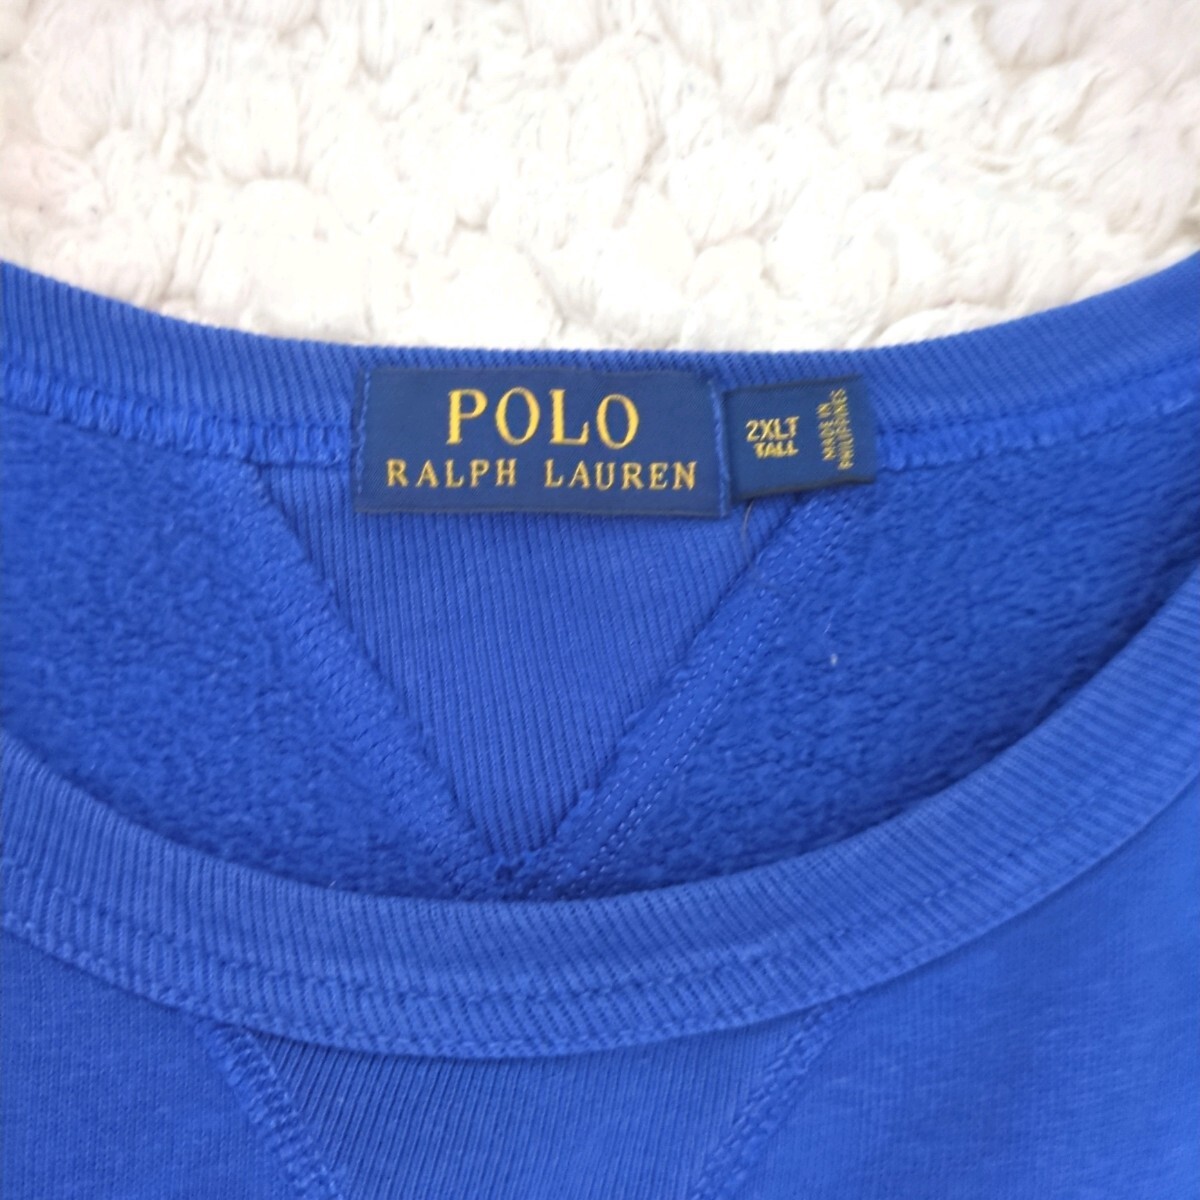 POLO
RALPH LAUREN
2XLT
TALL
MADE IN
PHILIPPINES